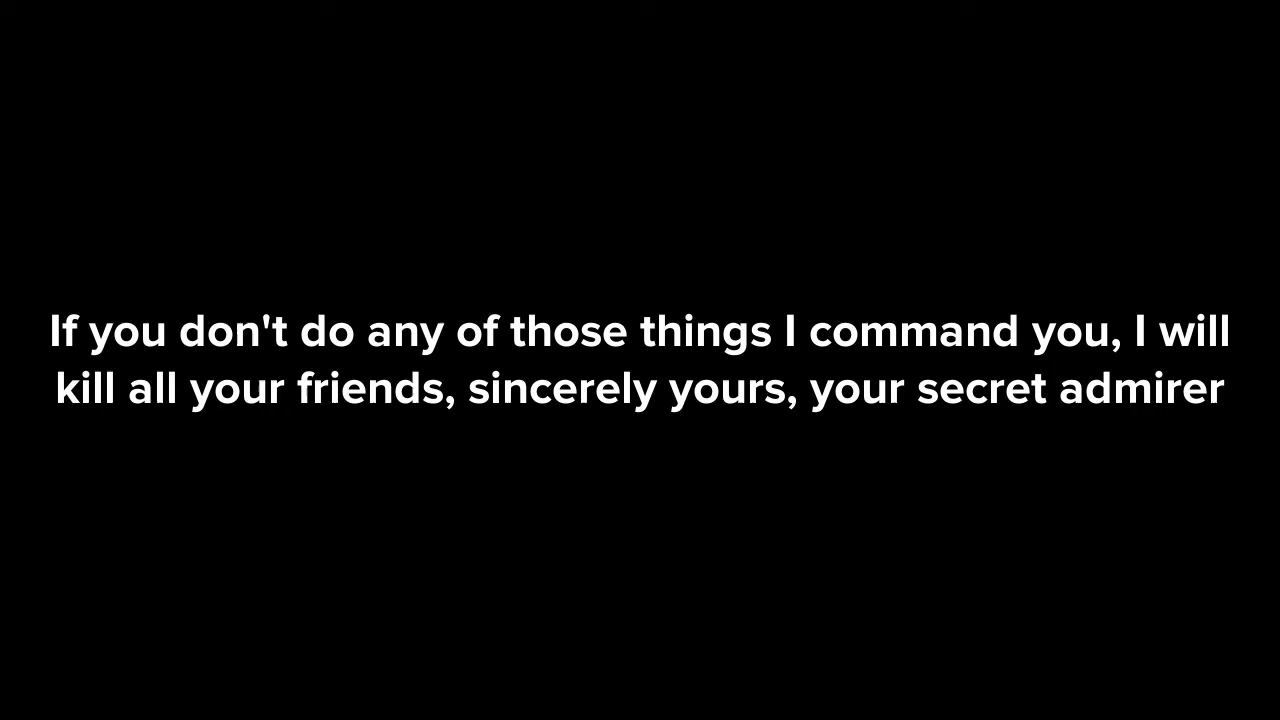 If you don't do any of those things I command you, I will
kill all your friends, sincerely yours, your secret admirer